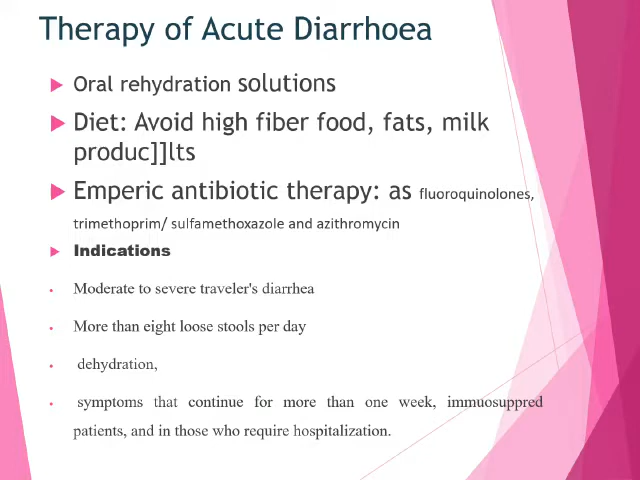 Therapy of Acute Diarrhoea
Oral rehydration solutions
Diet: Avoid high fiber food, fats, milk
produc]]lts
Emperic antibiotic therapy: as fluoroquinolones,
trimethoprim/ sulfamethoxazole and azithromycin
Indications
Moderate to severe traveler's diarrhea
More than eight loose stools per day
dehydration,
symptoms that continue for more than one week, immuosuppred
patients, and in those who require hospitalization.